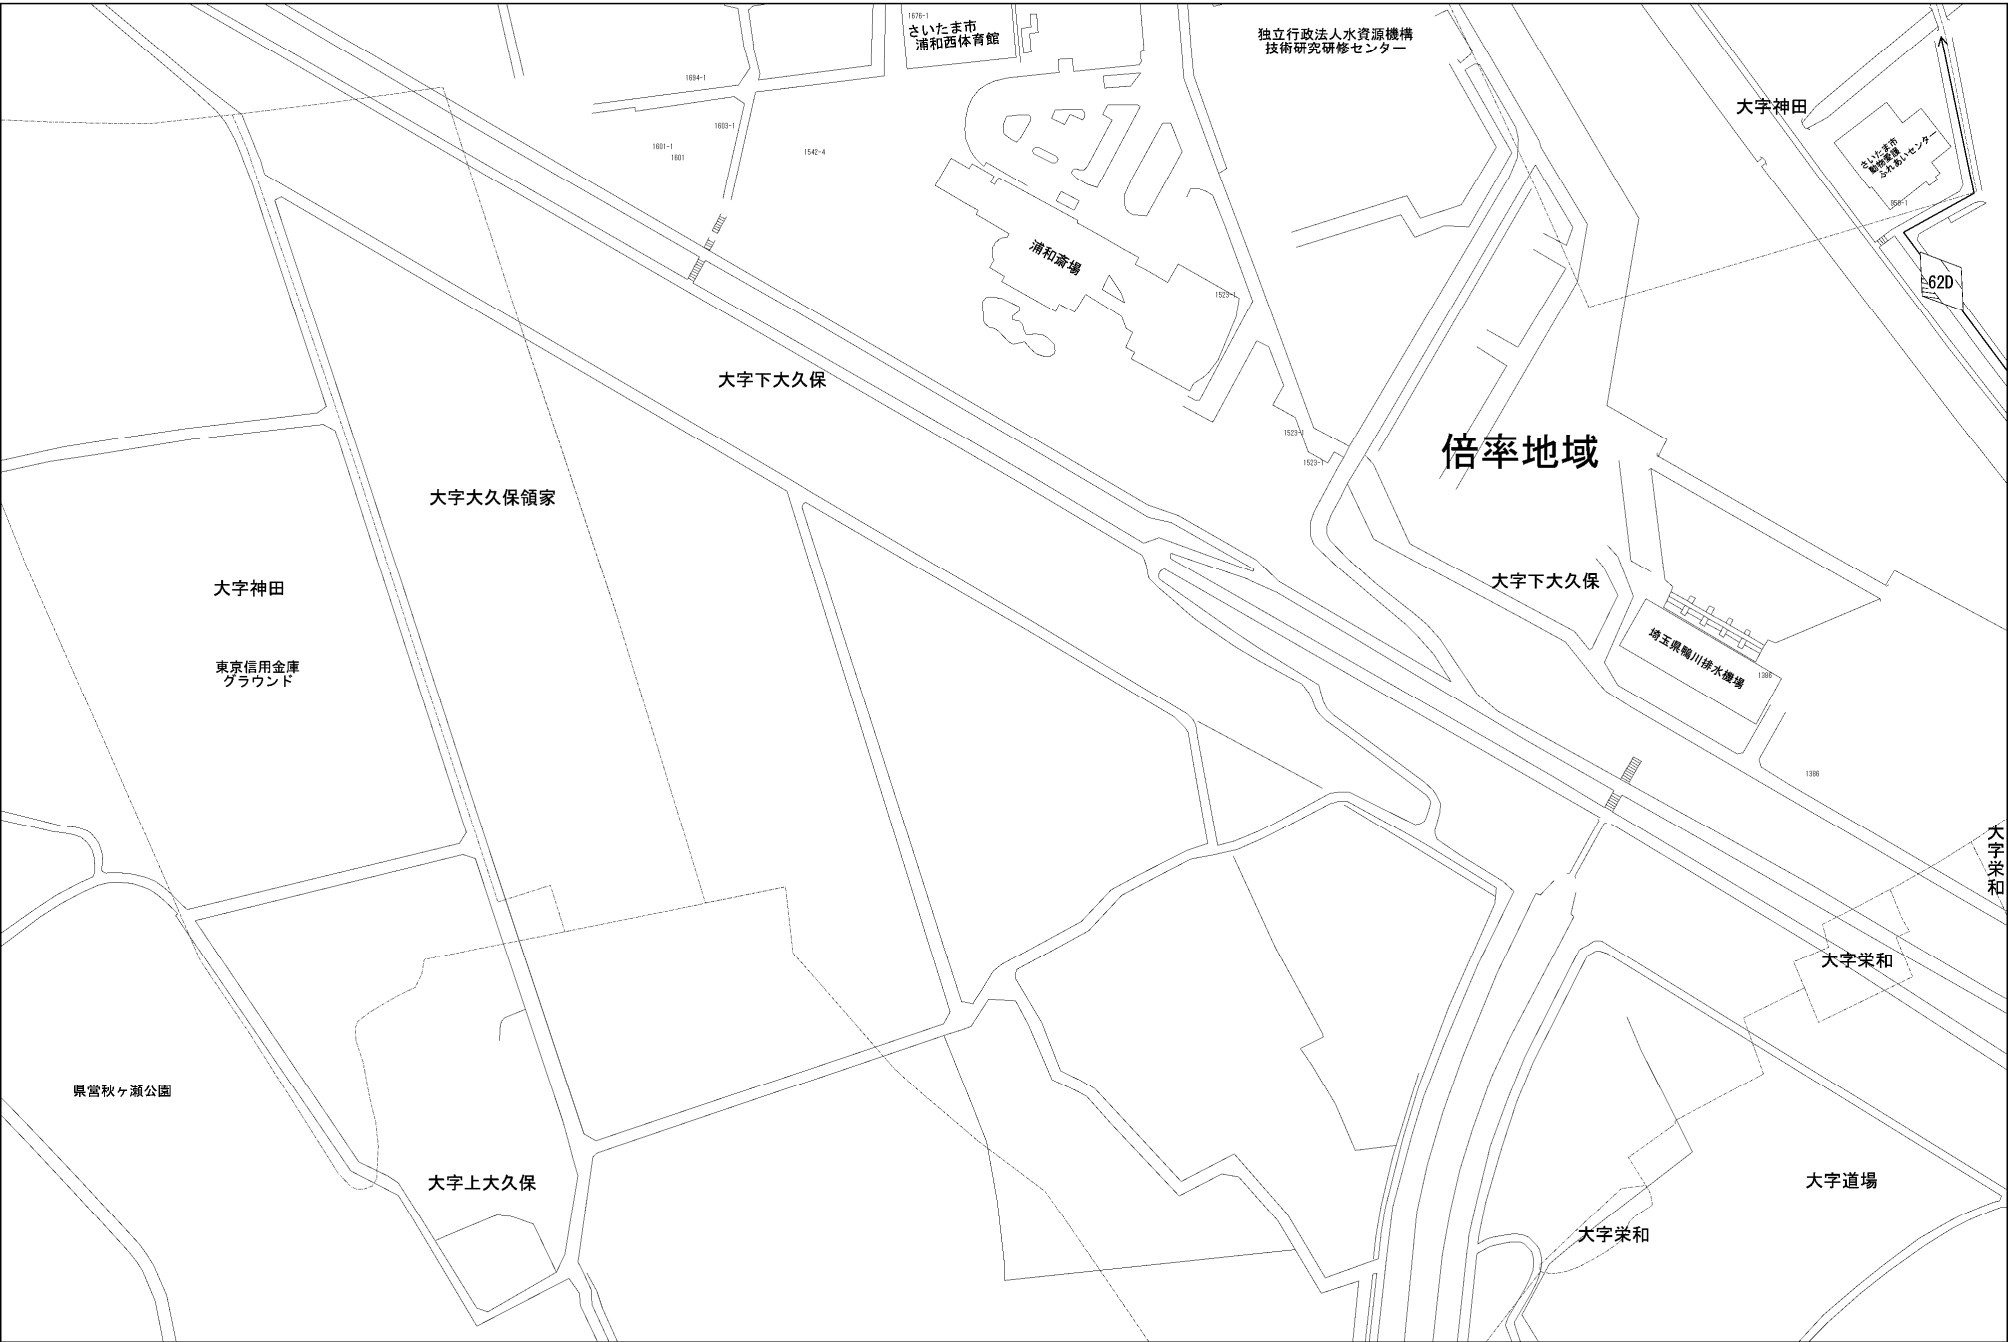 1676-1
さいたま市
浦和西体育館
独立行政法人水資源機構
技術研究研修センター
1694-1
大字神田
1603-1
1601-1
1601
1542-4
さいたま市
動物愛護
ふれあいセンター
956-1
浦和斎場
62D
1523-1
大字下大久保
1523-1
倍率地域
1523-1
大字大久保領家
大字神田
大字下大久保
埼玉県鴨川排水機場
1386
東京信用金庫
グラウンド
1386
大字栄和
大字栄和
県営秋ヶ瀬公園
大字上大久保
大字道場
大字栄和